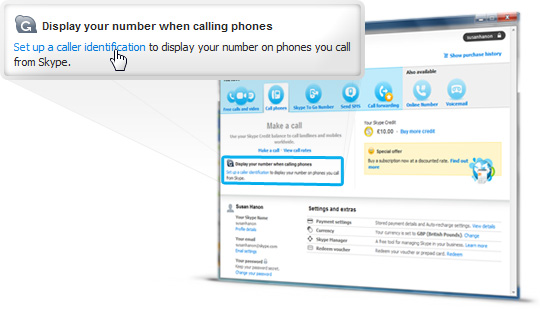 Display your number when calling phones
Set up a caller identification to display your number on phones you call
from Skype.
susanhanon
Show purchase history
Also available
Free calls and video
Call phones
Skype To Go Number
Send SMS
Call forwarding
Online Number
Voicemail
Make a call
Use your Skype Credit balance to call landlines and mobiles
worldwide.
Make a call · View call rates
Display your number when calling phones
Set up a caller identification to display your number on phones you call
from Skype.
Your Skype Credit
£10.00 · Buy more credit
Special offer
Buy a subscription now at a discounted rate. Find out
more
Susan Hanon
Your Skype Name
susanhanon
Profile details
Your email
susanhanon@skype.com
Email settings
Your password
Keep your password asset.
Change your password
Settings and extras
Payment settings
Stored payment details and Auto-recharge settings. View details
Currency
Your currency is set to GBP (British Pounds). Change
Skype Manager
A free tool for managing Skype in your business. Learn more
Redeem voucher
Redeem your voucher or prepaid card. Redeem